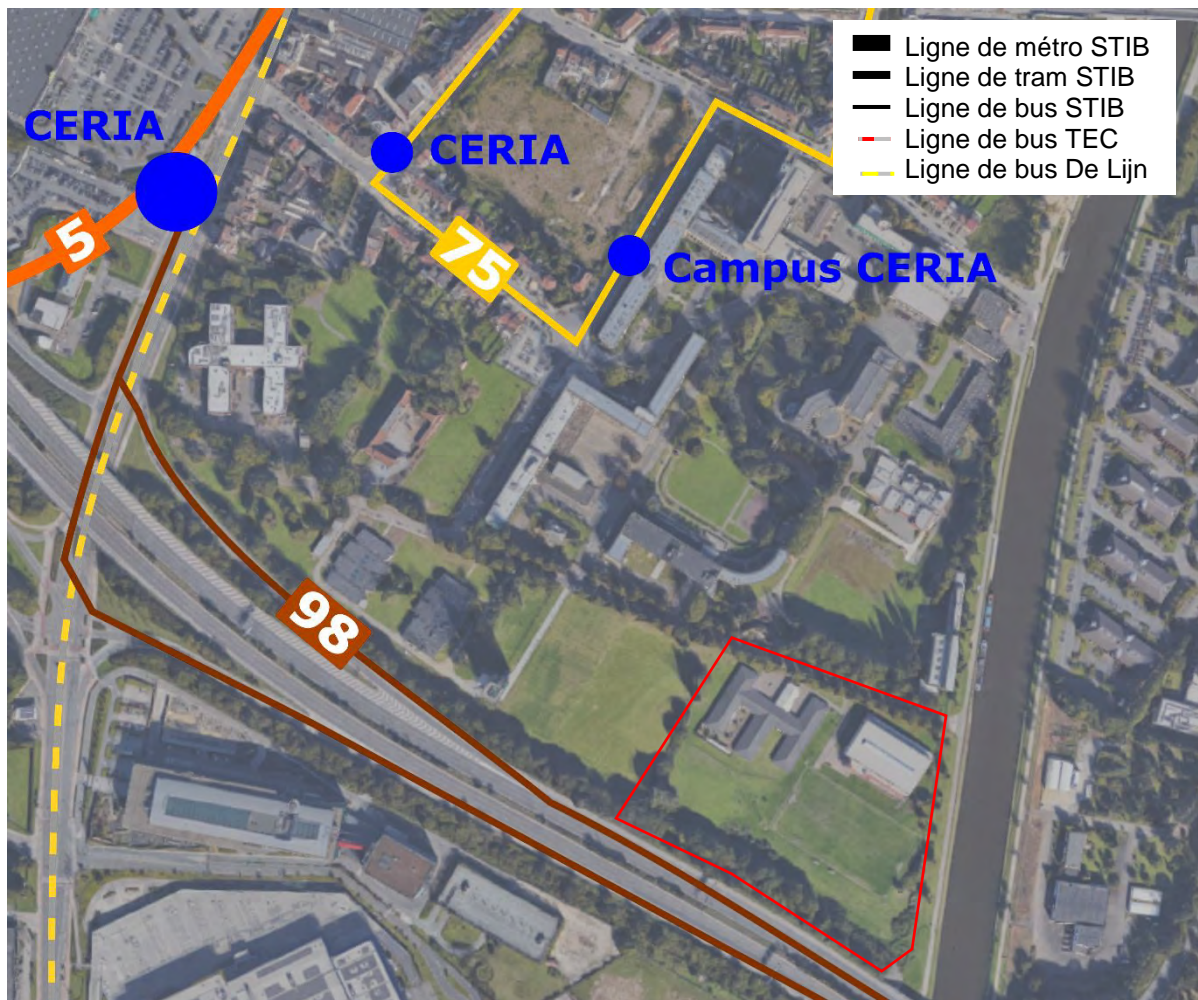 Ligne de métro STIB
Ligne de tram STIB
Ligne de bus STIB
Ligne de bus TEC
Ligne de bus De Lijn
CERIA
CERIA
5
75
Campus CERIA
98